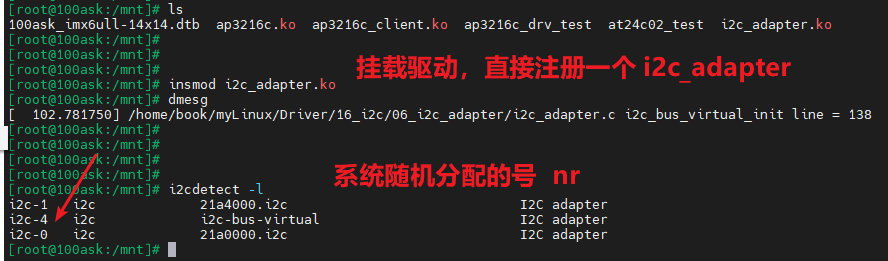 [root@100ask:/mnt]# ls
100ask_imx6ull-14x14.dtb ap3216c.ko ap3216c_client.ko ap3216c_drv_test at24c02_test i2c_adapter.ko
[root@100ask:/mnt]#
[root@100ask:/mnt]#
挂载驱动，直接注册一个 i2c_adapter
[root@100ask:/mnt]# insmod i2c_adapter.ko
[root@100ask:/mnt]# dmesg
[ 102.781750] /home/book/myLinux/Driver/16_i2c/06_i2c_adapter/i2c_adapter.c i2c_bus_virtual_init line = 138
[root@100ask:/mnt]#
[root@100ask:/mnt]#
[root@100ask:/mnt]#
[root@100ask:/mnt]#
系统随机分配的号 nr
[root@100ask:/mnt]# i2cdetect -l
i2c-1 i2c 21a4000.i2c I2C adapter
i2c-4 i2c i2c-bus-virtual I2C adapter
i2c-0 i2c 21a0000.i2c I2C adapter
[root@100ask:/mnt]#